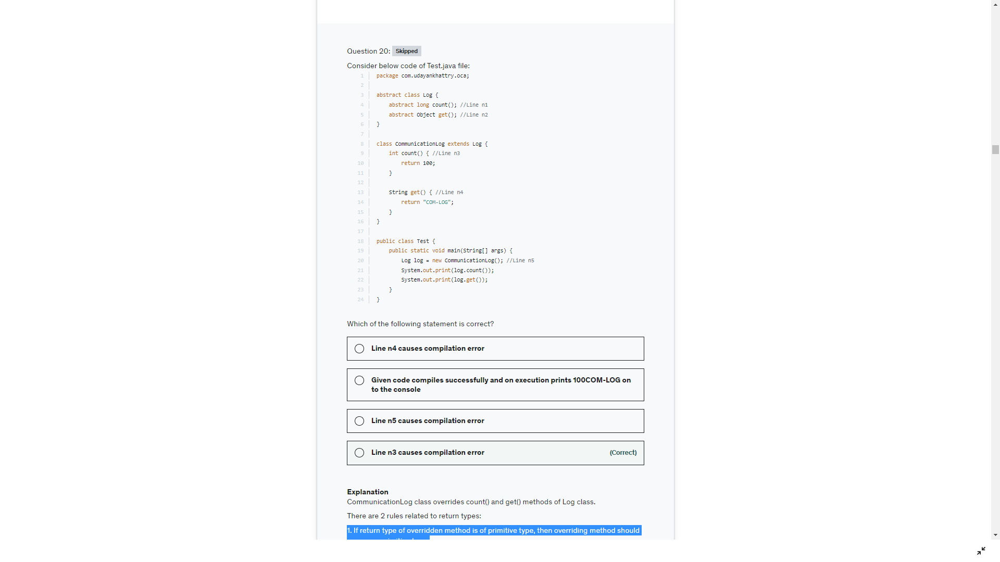 Question 20: Skipped
Consider below code of Test.java file:
1 package com.udayankhattry.oca;
2
3 abstract class Log {
4     abstract long count(); //Line n1
5     abstract Object get(); //Line n2
6 }
7
8 class CommunicationLog extends Log {
9     int count() { //Line n3
10         return 100;
11     }
12
13     String get() { //Line n4
14         return "COM-LOG";
15     }
16 }
17
18 public class Test {
19     public static void main(String[] args) {
20         Log log = new CommunicationLog(); //Line n5
21         System.out.print(log.count());
22         System.out.print(log.get());
23     }
24 }
Which of the following statement is correct?
Line n4 causes compilation error
Given code compiles successfully and on execution prints 100COM-LOG on
to the console
Line n5 causes compilation error
Line n3 causes compilation error (Correct)
Explanation
CommunicationLog class overrides count() and get() methods of Log class.
There are 2 rules related to return types:
1. If return type of overridden method is of primitive type, then overriding method should